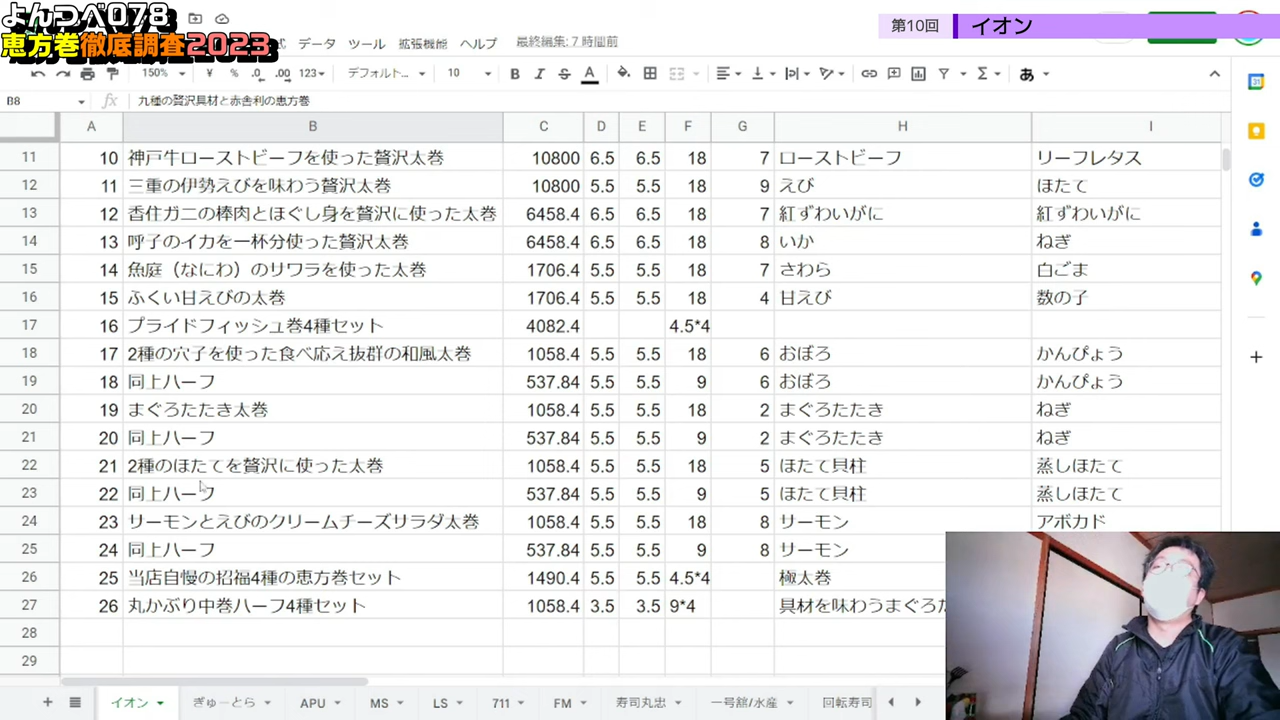 よんつべ078
恵方巻徹底調査2023
第10回 イオン
データ ツール 拡張機能 ヘルプ 最終編集: 7 時間前
150% ¥ % .0 .00 123 デフォルト... 10 B I S A あ
B8 fx 九種の贅沢具材と赤舎利の恵方巻
A B C D E F G H I
11 10 神戸牛ローストビーフを使った贅沢太巻 10800 6.5 6.5 18 7 ローストビーフ リーフレタス
12 11 三重の伊勢えびを味わう贅沢太巻 10800 5.5 5.5 18 9 えび ほたて
13 12 香住ガニの棒肉とほぐし身を贅沢に使った太巻 6458.4 6.5 6.5 18 7 紅ずわいがに 紅ずわいがに
14 13 呼子のイカを一杯分使った贅沢太巻 6458.4 6.5 6.5 18 8 いか ねぎ
15 14 魚庭（なにわ）のサワラを使った太巻 1706.4 5.5 5.5 18 7 さわら 白ごま
16 15 ふくい甘えびの太巻 1706.4 5.5 5.5 18 4 甘えび 数の子
17 16 プライドフィッシュ巻4種セット 4082.4 4.5*4
18 17 2種の穴子を使った食べ応え抜群の和風太巻 1058.4 5.5 5.5 18 6 おぼろ かんぴょう
19 18 同上ハーフ 537.84 5.5 5.5 9 6 おぼろ かんぴょう
20 19 まぐろたたき太巻 1058.4 5.5 5.5 18 2 まぐろたたき ねぎ
21 20 同上ハーフ 537.84 5.5 5.5 9 2 まぐろたたき ねぎ
22 21 2種のほたてを贅沢に使った太巻 1058.4 5.5 5.5 18 5 ほたて貝柱 蒸しほたて
23 22 同上ハーフ 537.84 5.5 5.5 9 5 ほたて貝柱 蒸しほたて
24 23 サーモンとえびのクリームチーズサラダ太巻 1058.4 5.5 5.5 18 8 サーモン アボカド
25 24 同上ハーフ 537.84 5.5 5.5 9 8 サーモン
26 25 当店自慢の招福4種の恵方巻セット 1490.4 5.5 5.5 4.5*4 極太巻
27 26 丸かぶり中巻ハーフ4種セット 1058.4 3.5 3.5 9*4 具材を味わうまぐろた
28
29
イオン ぎゅーとら APU MS LS 711 FM 寿司丸忠 一号舘/水産 回転寿司